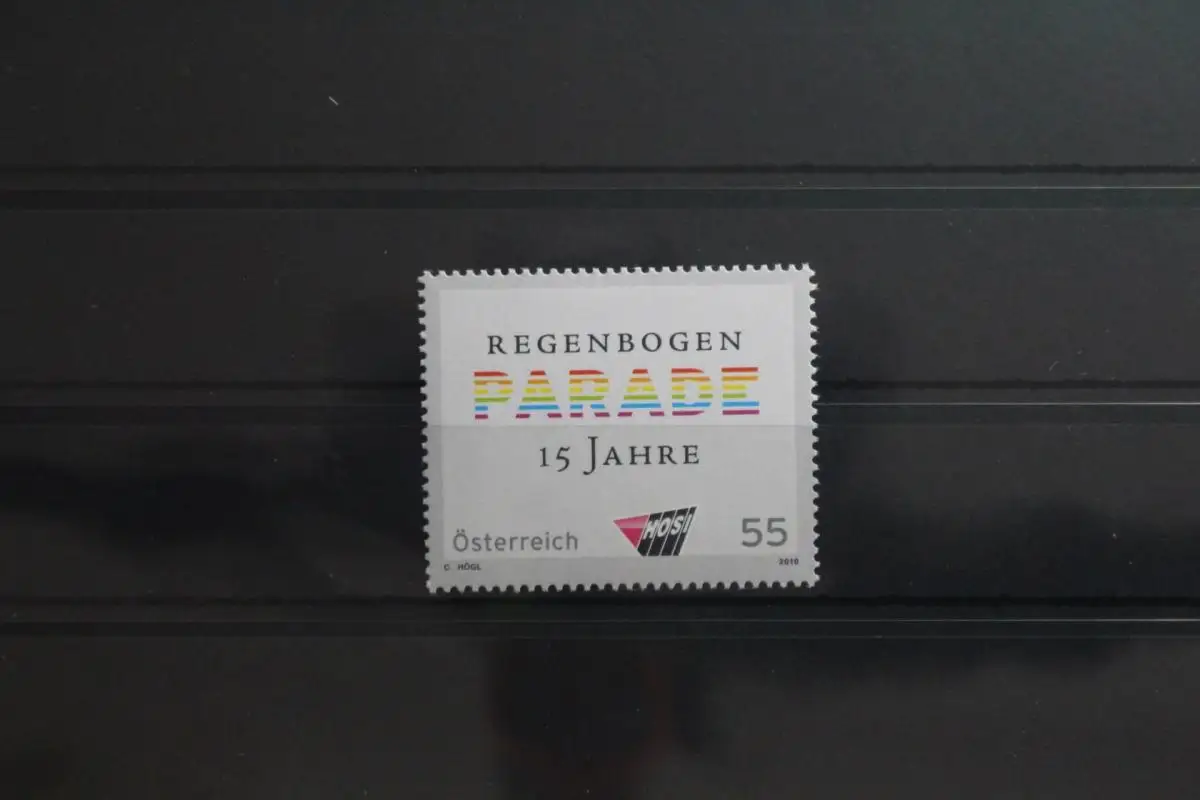 REGENBOGEN
PARADE
15 JAHRE
HOSI
Österreich 55
C. HÖGL 2010